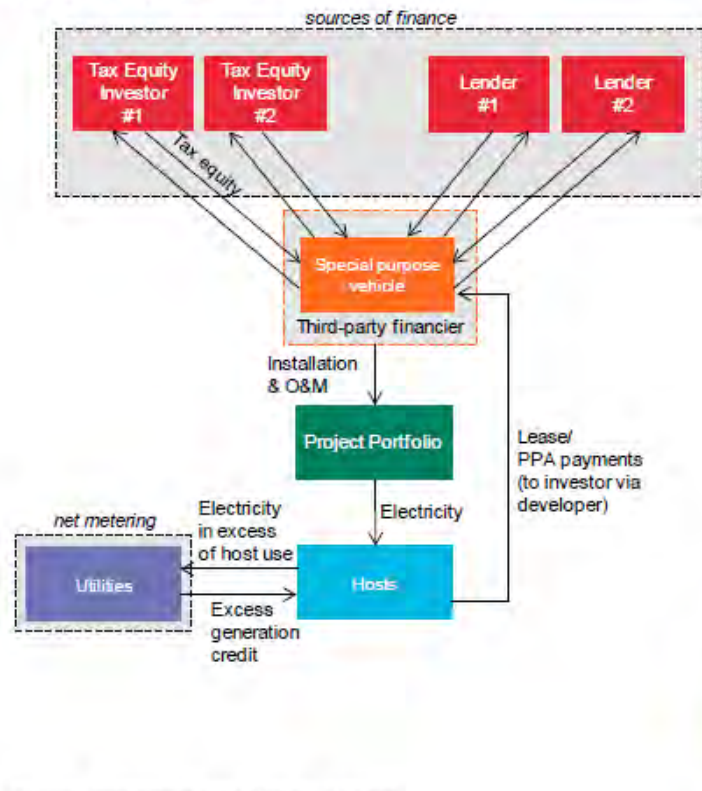 sources of finance
Tax Equity
Investor
#1
Tax Equity
Investor
#2
Lender
#1
Lender
#2
Tax equity
Special purpose
vehicle
Third-party financier
Installation
& O&M
Project Portfolio
Lease/
PPA payments
(to investor via
developer)
Electricity
net metering
Electricity
in excess
of host use
Utilities
Hosts
Excess
generation
credit